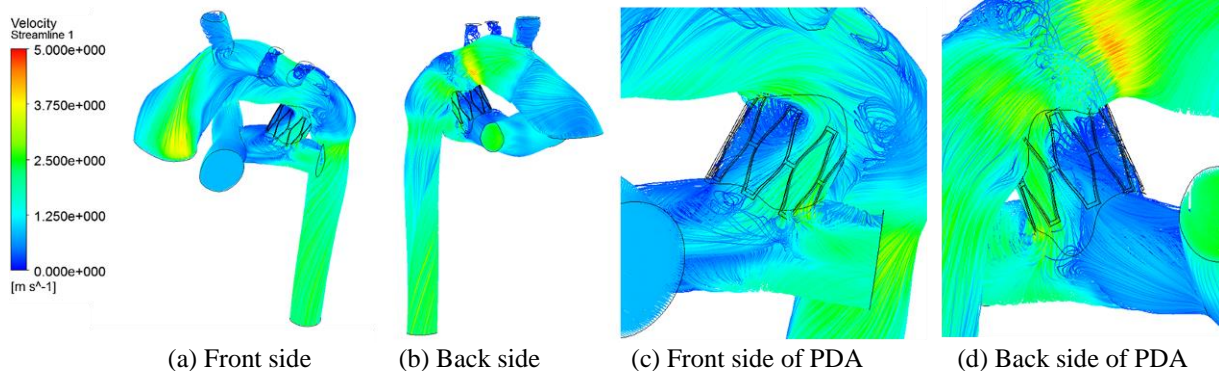 Velocity
Streamline 1
5.000e+000
3.750e+000
2.500e+000
1.250e+000
0.000e+000
[m s^-1]
(a) Front side
(b) Back side
(c) Front side of PDA
(d) Back side of PDA